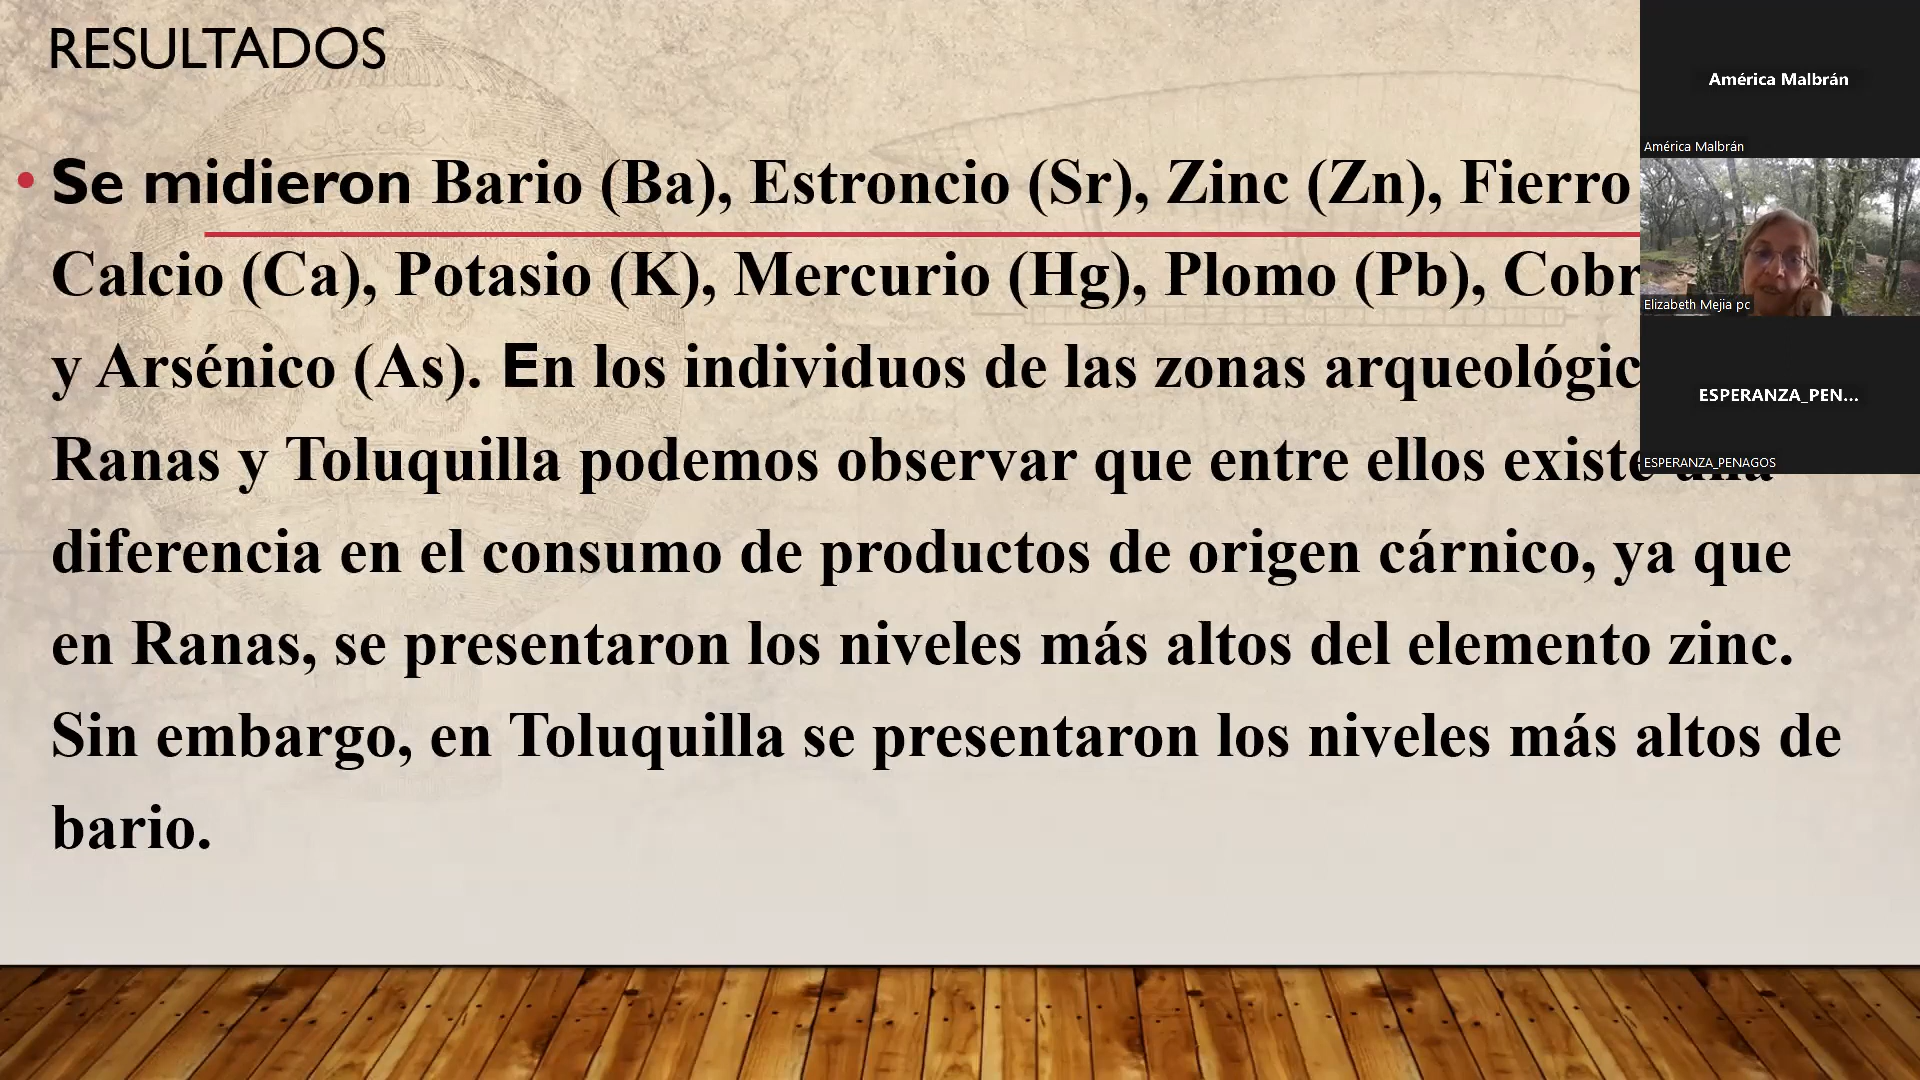 RESULTADOS
• Se midieron Bario (Ba), Estroncio (Sr), Zinc (Zn), Fierro
Calcio (Ca), Potasio (K), Mercurio (Hg), Plomo (Pb),
y Arsénico (As). En los individuos de las zonas
Ranas y Toluquilla podemos observar que entre ellos existe
diferencia en el consumo de productos de origen cárnico, ya que
en Ranas, se presentaron los niveles más altos del elemento zinc.
Sin embargo, en Toluquilla se presentaron los niveles más altos de
bario.
América Malbrán
América Malbrán
Elizabeth Mejia pc
ESPERANZA_PEN...
ESPERANZA_PENAGOS